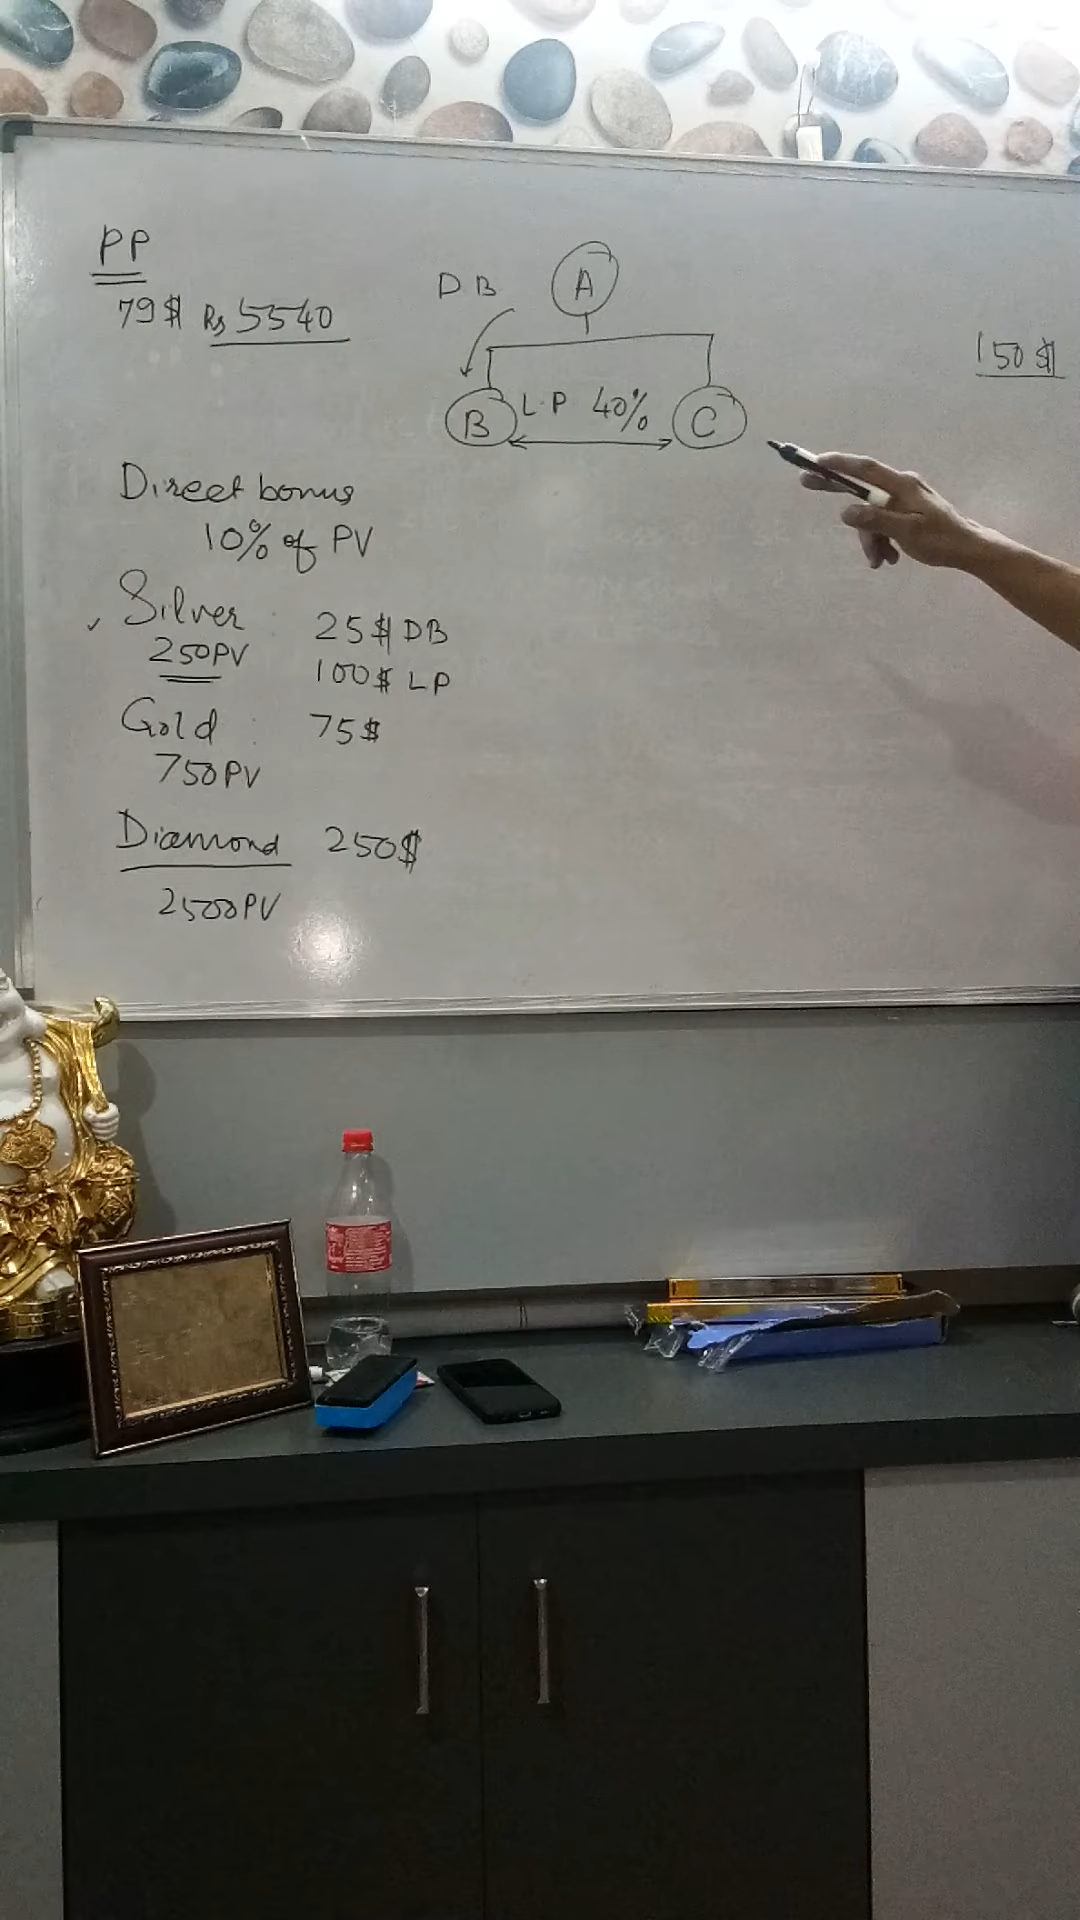 PP
79$ Rs 5540
D.B
A
150$
B L.P 40% C
Direct bonus
10% of PV
Silver : 25$ DB
250PV 100$ LP
Gold : 75$
750PV
Diamond 250$
2500PV